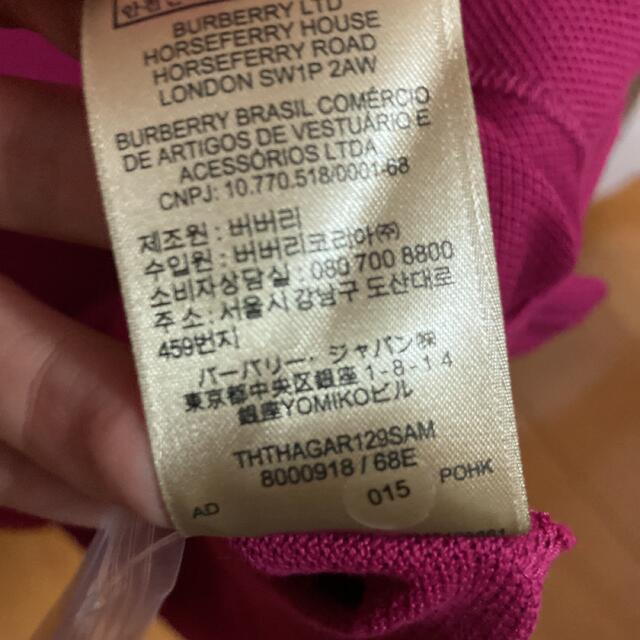 BURBERRY LTD
HORSEFERRY HOUSE
HORSEFERRY ROAD
LONDON SW1P 2AW
BURBERRY BRASIL COMÉRCIO
DE ARTIGOS DE VESTUÁRIO E
ACESSÓRIOS LTDA
CNPJ: 10.770.518/0001-68
제조원 : 버버리
수입원 : 버버리코리아(주)
소비자상담실 : 080 700 8800
주소 : 서울시 강남구 도산대로
459번지
バーバリー・ジャパン㈱
東京都中央区銀座 1-8-14
銀座YOMIKOビル
THTHAGAR129SAM
8000918 / 68E
AD 015 POHK